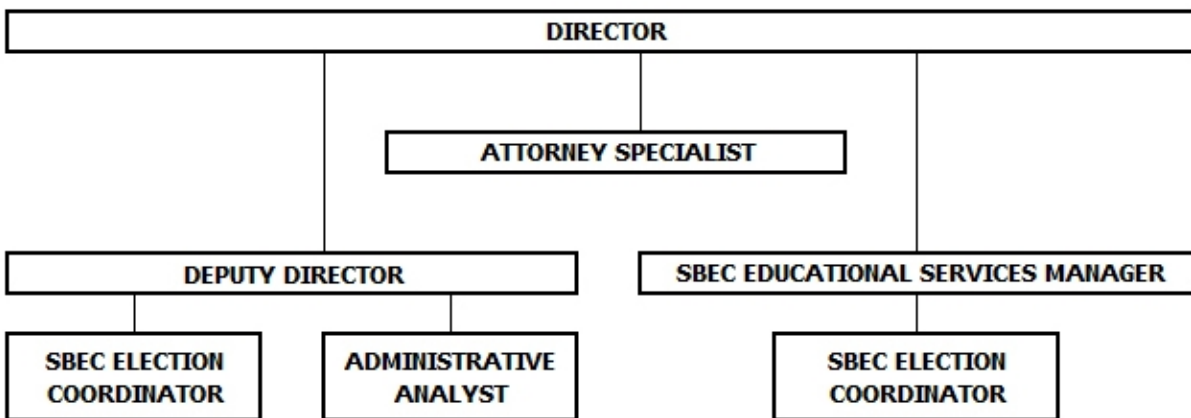 DIRECTOR
ATTORNEY SPECIALIST
DEPUTY DIRECTOR
SBEC EDUCATIONAL SERVICES MANAGER
SBEC ELECTION
COORDINATOR
ADMINISTRATIVE
ANALYST
SBEC ELECTION
COORDINATOR